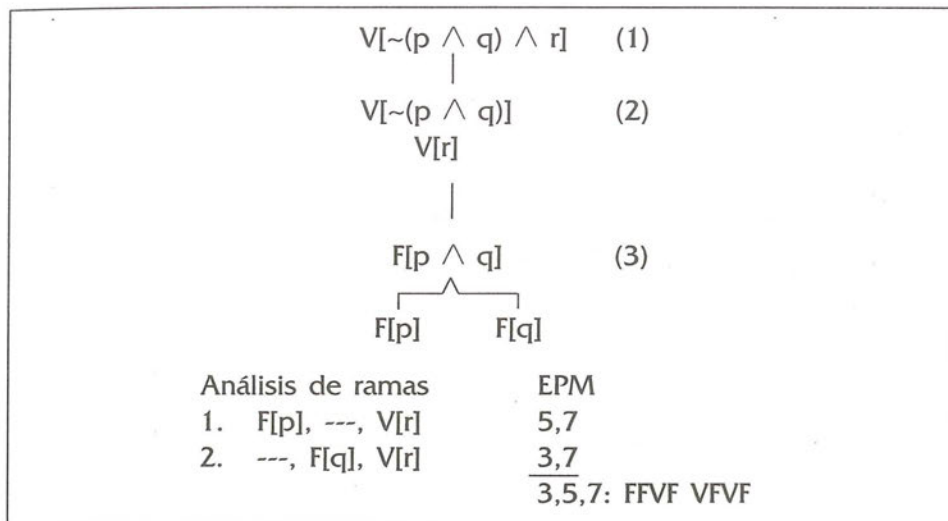 V[~(p ∧ q) ∧ r] (1)
V[~(p ∧ q)] (2)
V[r]
F[p ∧ q] (3)
F[p] F[q]
Análisis de ramas EPM
1. F[p], ---, V[r] 5,7
2. ---, F[q], V[r] 3,7
3,5,7: FFVF VFVF